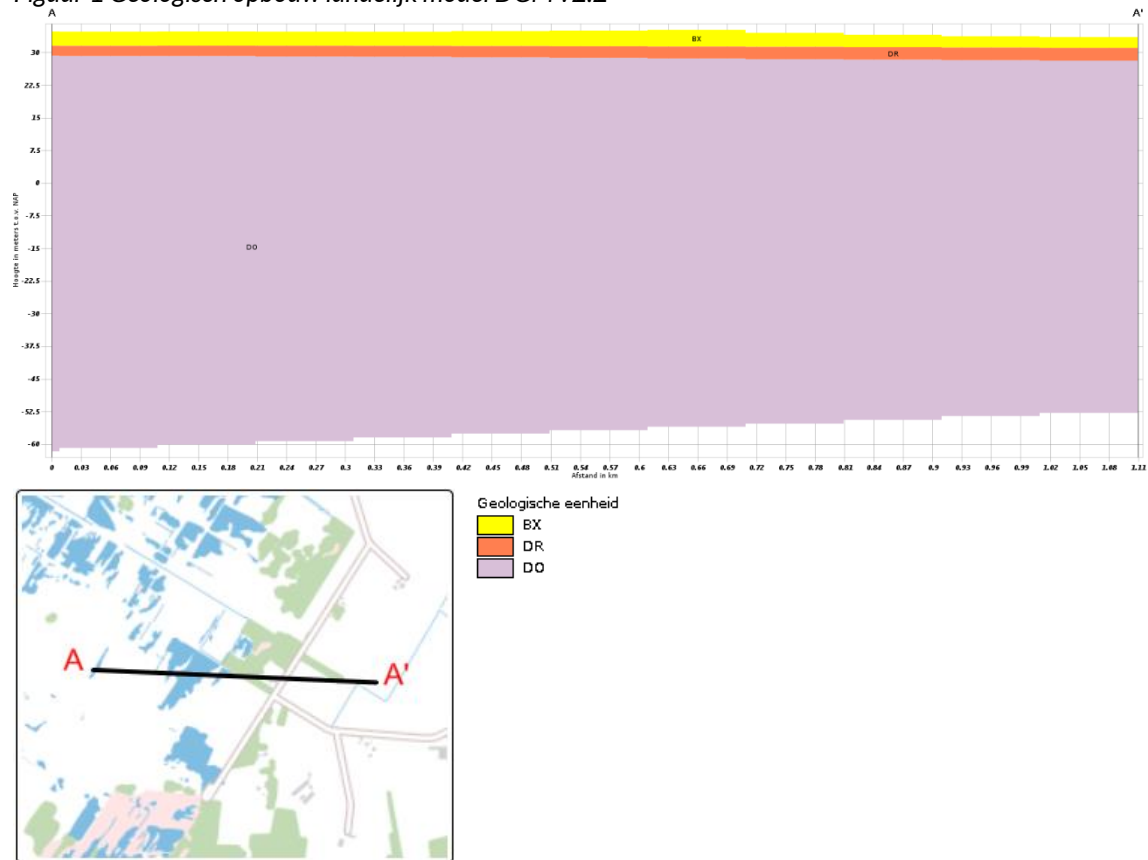 Figuur 1 Geologisch opbouw landelijk model DGM v2.2
A A'
BX
DR
DO
Hoogte in meters t.o.v. NAP
30
22.5
15
7.5
0
-7.5
-15
-22.5
-30
-37.5
-45
-52.5
-60
0 0.03 0.06 0.09 0.12 0.15 0.18 0.21 0.24 0.27 0.3 0.33 0.36 0.39 0.42 0.45 0.48 0.51 0.54 0.57 0.6 0.63 0.66 0.69 0.72 0.75 0.78 0.81 0.84 0.87 0.9 0.93 0.96 0.99 1.02 1.05 1.08 1.11
Afstand in km
A A'
Geologische eenheid
BX
DR
DO